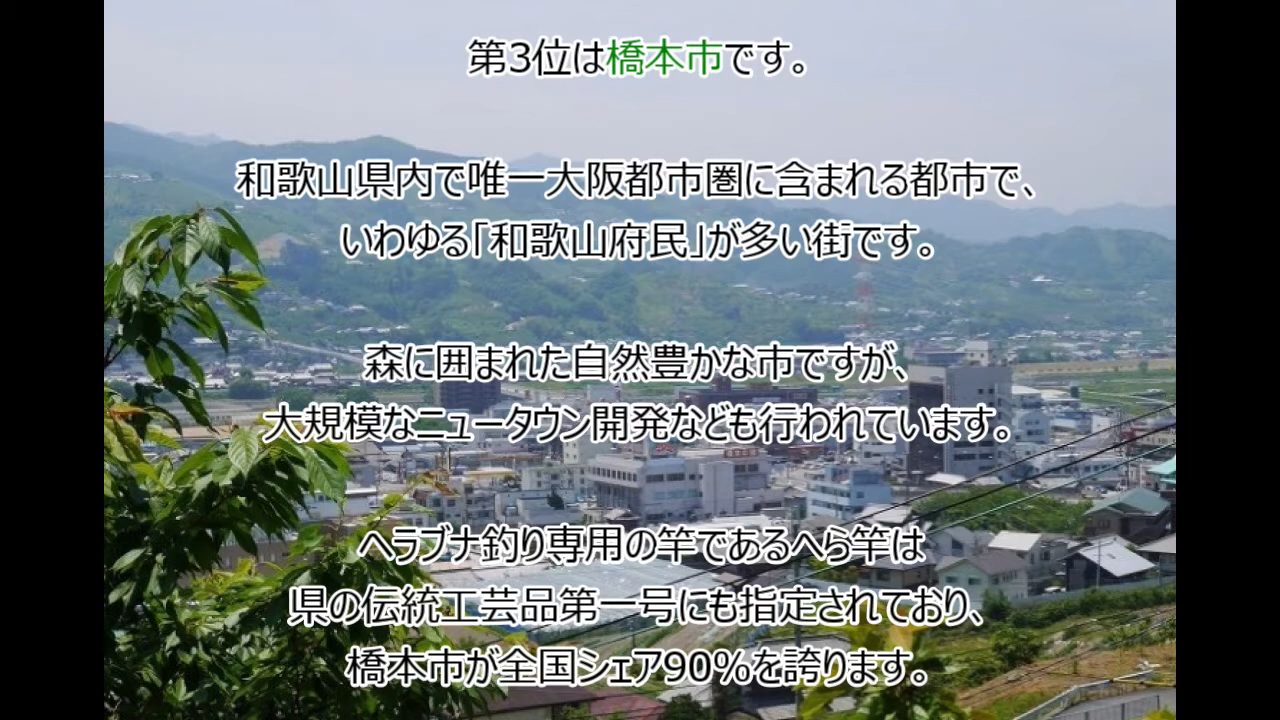 第3位は橋本市です。
和歌山県内で唯一大阪都市圏に含まれる都市で、
いわゆる「和歌山府民」が多い街です。
森に囲まれた自然豊かな市ですが、
大規模なニュータウン開発なども行われています。
ヘラブナ釣り専用の竿であるへら竿は
県の伝統工芸品第一号にも指定されており、
橋本市が全国シェア90%を誇ります。